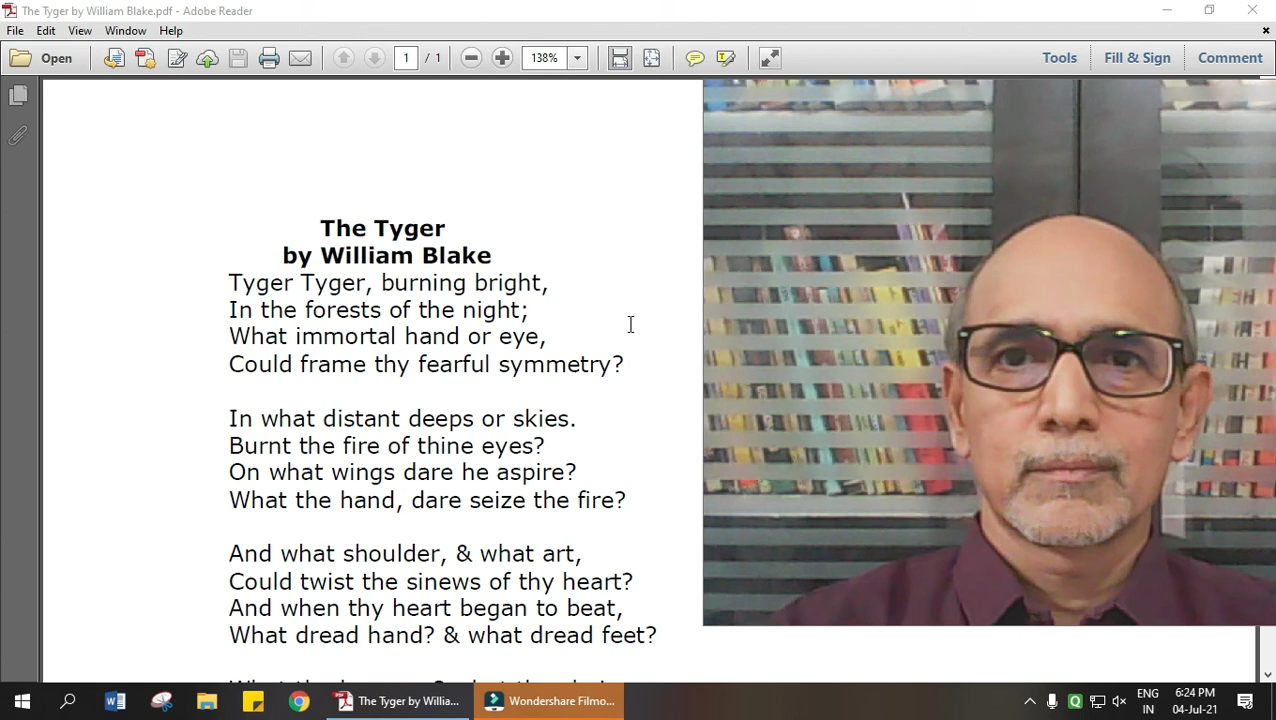 The Tyger by William Blake.pdf - Adobe Reader
File Edit View Window Help
Open 1 / 1 138% Tools Fill & Sign Comment
The Tyger
by William Blake
Tyger Tyger, burning bright,
In the forests of the night;
What immortal hand or eye,
Could frame thy fearful symmetry?
In what distant deeps or skies.
Burnt the fire of thine eyes?
On what wings dare he aspire?
What the hand, dare seize the fire?
And what shoulder, & what art,
Could twist the sinews of thy heart?
And when thy heart began to beat,
What dread hand? & what dread feet?
The Tyger by Willia...
Wondershare Filmo...
ENG
IN
6:24 PM
04-Jul-21